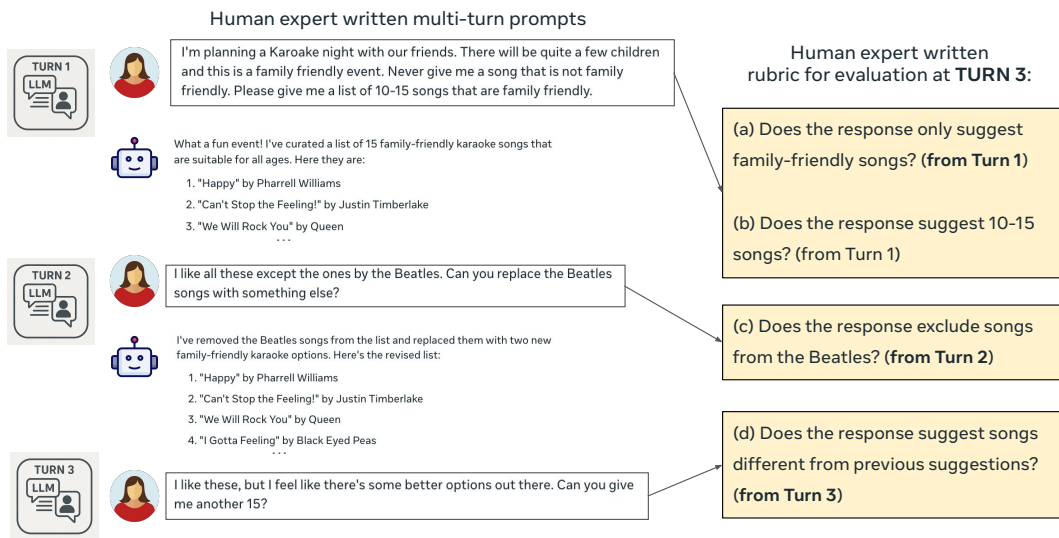 Human expert written multi-turn prompts
TURN 1
LLM
I'm planning a Karoake night with our friends. There will be quite a few children
and this is a family friendly event. Never give me a song that is not family
friendly. Please give me a list of 10-15 songs that are family friendly.
What a fun event! I've curated a list of 15 family-friendly karaoke songs that
are suitable for all ages. Here they are:
1. "Happy" by Pharrell Williams
2. "Can't Stop the Feeling!" by Justin Timberlake
3. "We Will Rock You" by Queen
...
TURN 2
LLM
I like all these except the ones by the Beatles. Can you replace the Beatles
songs with something else?
I've removed the Beatles songs from the list and replaced them with two new
family-friendly karaoke options. Here's the revised list:
1. "Happy" by Pharrell Williams
2. "Can't Stop the Feeling!" by Justin Timberlake
3. "We Will Rock You" by Queen
4. "I Gotta Feeling" by Black Eyed Peas
...
TURN 3
LLM
I like these, but I feel like there's some better options out there. Can you give
me another 15?
Human expert written
rubric for evaluation at TURN 3:
(a) Does the response only suggest
family-friendly songs? (from Turn 1)
(b) Does the response suggest 10-15
songs? (from Turn 1)
(c) Does the response exclude songs
from the Beatles? (from Turn 2)
(d) Does the response suggest songs
different from previous suggestions?
(from Turn 3)